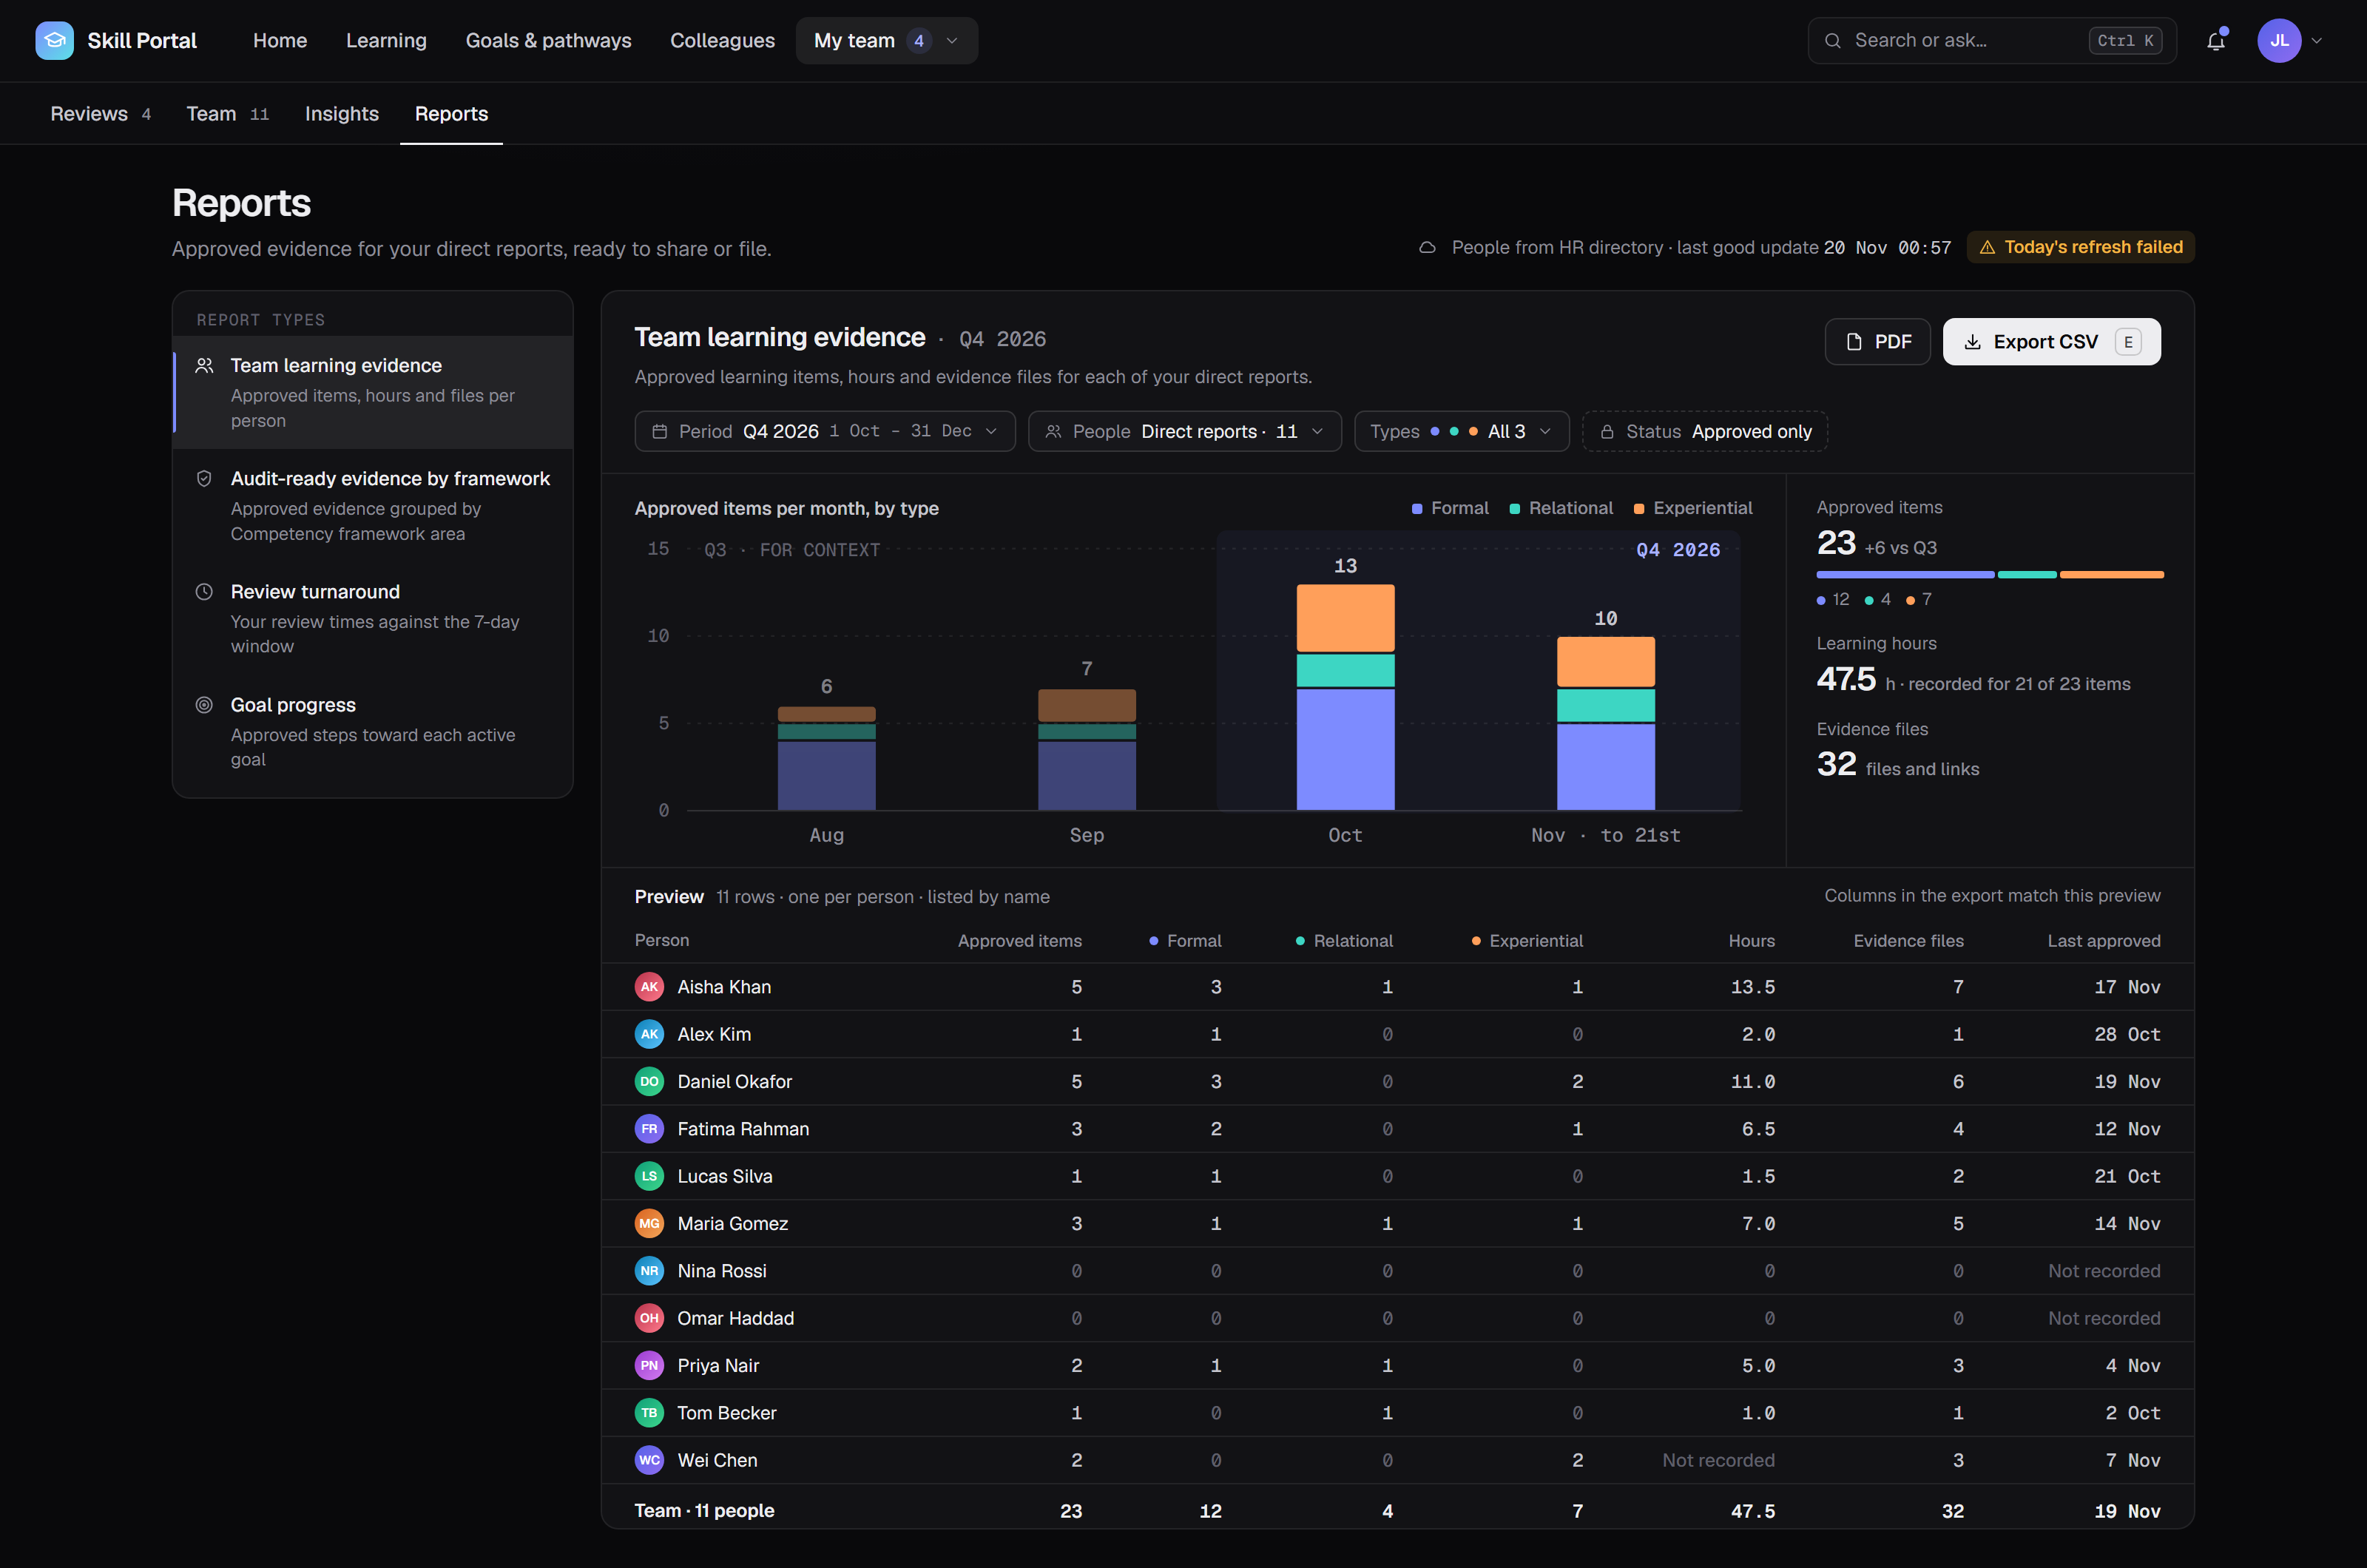 Skill Portal
Home
Learning
Goals & pathways
Colleagues
My team 4
Search or ask... Ctrl K
JL
Reviews 4
Team 11
Insights
Reports
Reports
Approved evidence for your direct reports, ready to share or file.
People from HR directory · last good update 20 Nov 00:57
Today's refresh failed
REPORT TYPES
Team learning evidence
Approved items, hours and files per
person
Audit-ready evidence by framework
Approved evidence grouped by
Competency framework area
Review turnaround
Your review times against the 7-day
window
Goal progress
Approved steps toward each active
goal
Team learning evidence · Q4 2026
Approved learning items, hours and evidence files for each of your direct reports.
PDF
Export CSV E
Period Q4 2026 1 Oct – 31 Dec
People Direct reports · 11
Types All 3
Status Approved only
Approved items per month, by type
Formal Relational Experiential
15
10
5
0
Q3 · FOR CONTEXT
Q4 2026
6
7
13
10
Aug
Sep
Oct
Nov · to 21st
Approved items
23 +6 vs Q3
12 4 7
Learning hours
47.5 h · recorded for 21 of 23 items
Evidence files
32 files and links
Preview 11 rows · one per person · listed by name
Columns in the export match this preview
Person Approved items Formal Relational Experiential Hours Evidence files Last approved
AK Aisha Khan 5 3 1 1 13.5 7 17 Nov
AK Alex Kim 1 1 0 0 2.0 1 28 Oct
DO Daniel Okafor 5 3 0 2 11.0 6 19 Nov
FR Fatima Rahman 3 2 0 1 6.5 4 12 Nov
LS Lucas Silva 1 1 0 0 1.5 2 21 Oct
MG Maria Gomez 3 1 1 1 7.0 5 14 Nov
NR Nina Rossi 0 0 0 0 0 0 Not recorded
OH Omar Haddad 0 0 0 0 0 0 Not recorded
PN Priya Nair 2 1 1 0 5.0 3 4 Nov
TB Tom Becker 1 0 1 0 1.0 1 2 Oct
WC Wei Chen 2 0 0 2 Not recorded 3 7 Nov
Team · 11 people 23 12 4 7 47.5 32 19 Nov